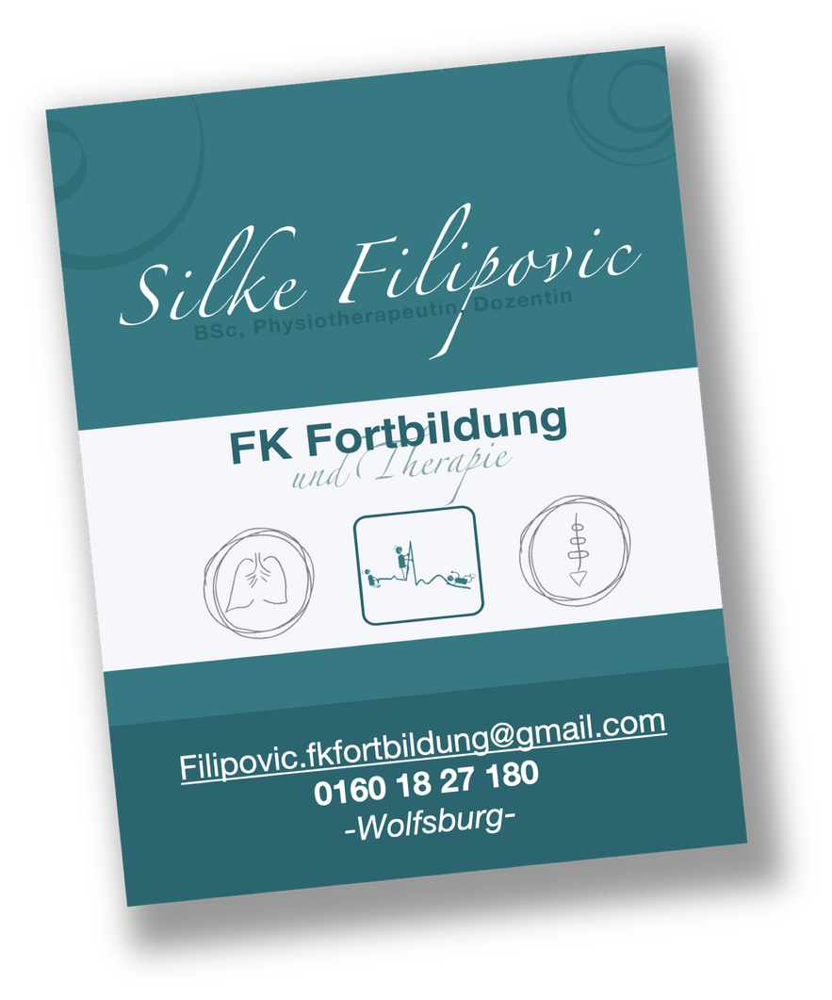 Silke Filipovic
BSc, Physiotherapeutin, Dozentin
FK Fortbildung
und Therapie
Filipovic.fkfortbildung@gmail.com
0160 18 27 180
-Wolfsburg-